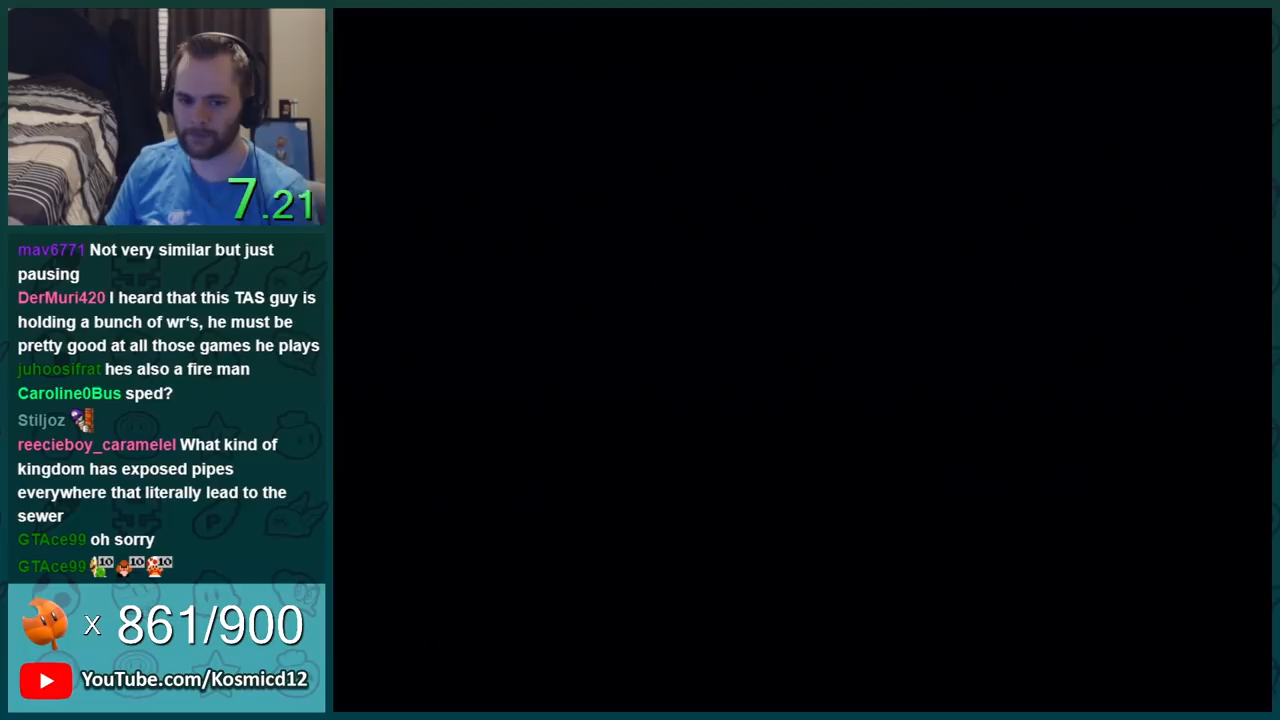 7.21
mav6771 Not very similar but just
pausing
DerMuri420 I heard that this TAS guy is
holding a bunch of wr's, he must be
pretty good at all those games he plays
juhoosifrat hes also a fire man
Caroline0Bus sped?
Stiljoz
reecieboy_caramelel What kind of
kingdom has exposed pipes
everywhere that literally lead to the
sewer
GTAce99 oh sorry
GTAce99 10 10 10
x 861/900
YouTube.com/Kosmicd12